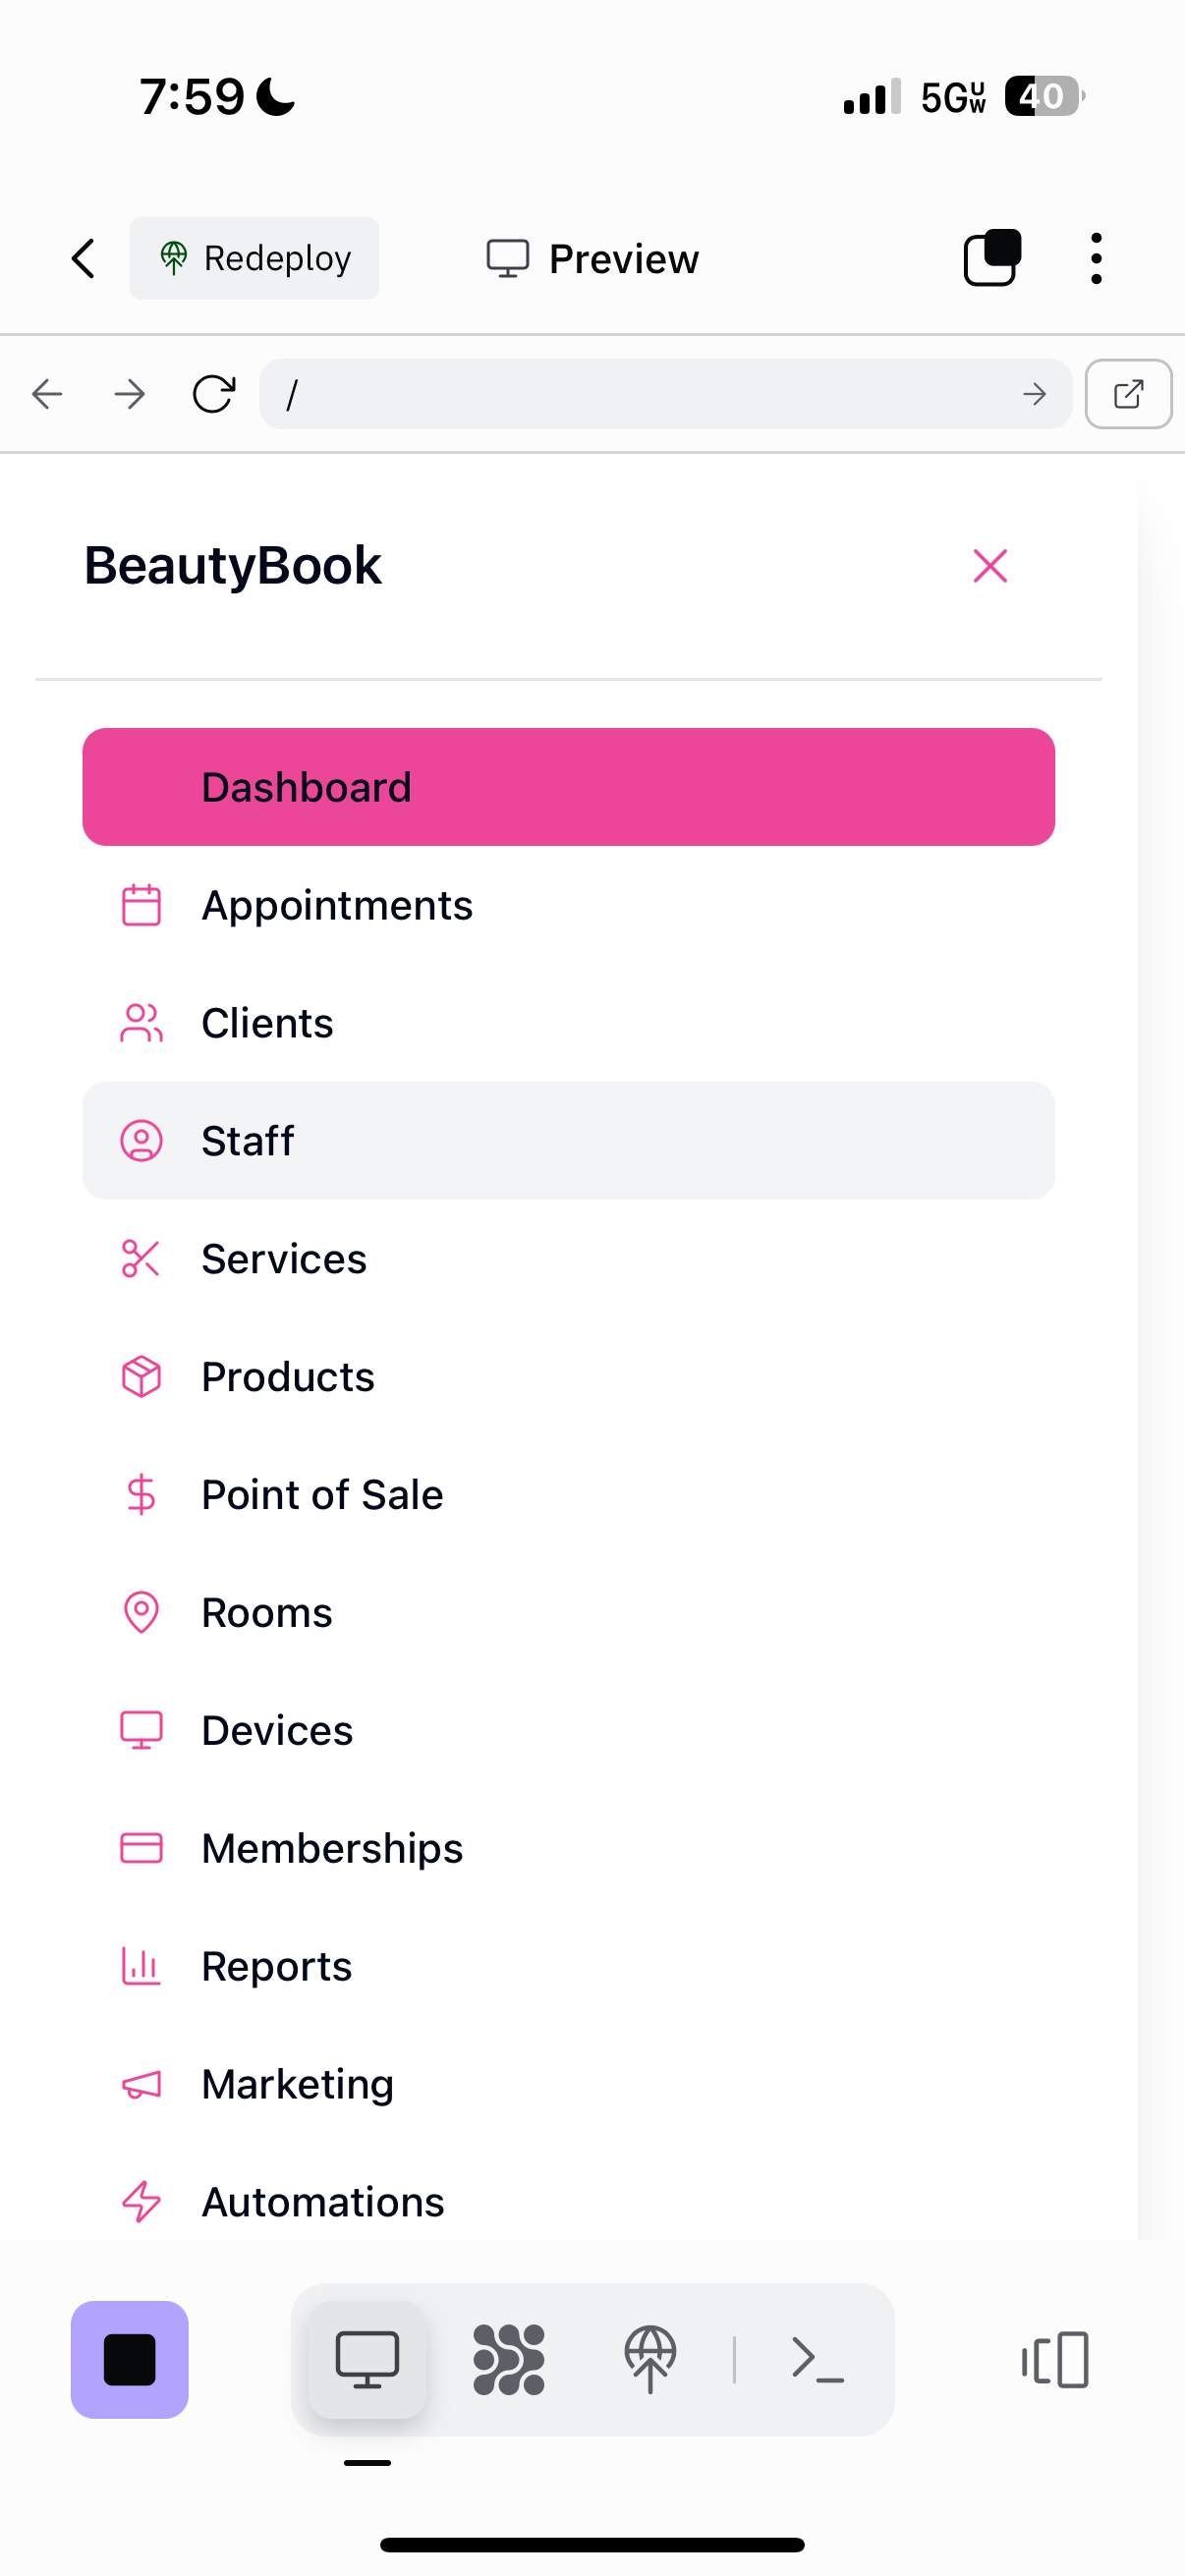 7:59 5GUW 40
Redeploy Preview
/
BeautyBook
Dashboard
Appointments
Clients
Staff
Services
Products
Point of Sale
Rooms
Devices
Memberships
Reports
Marketing
Automations